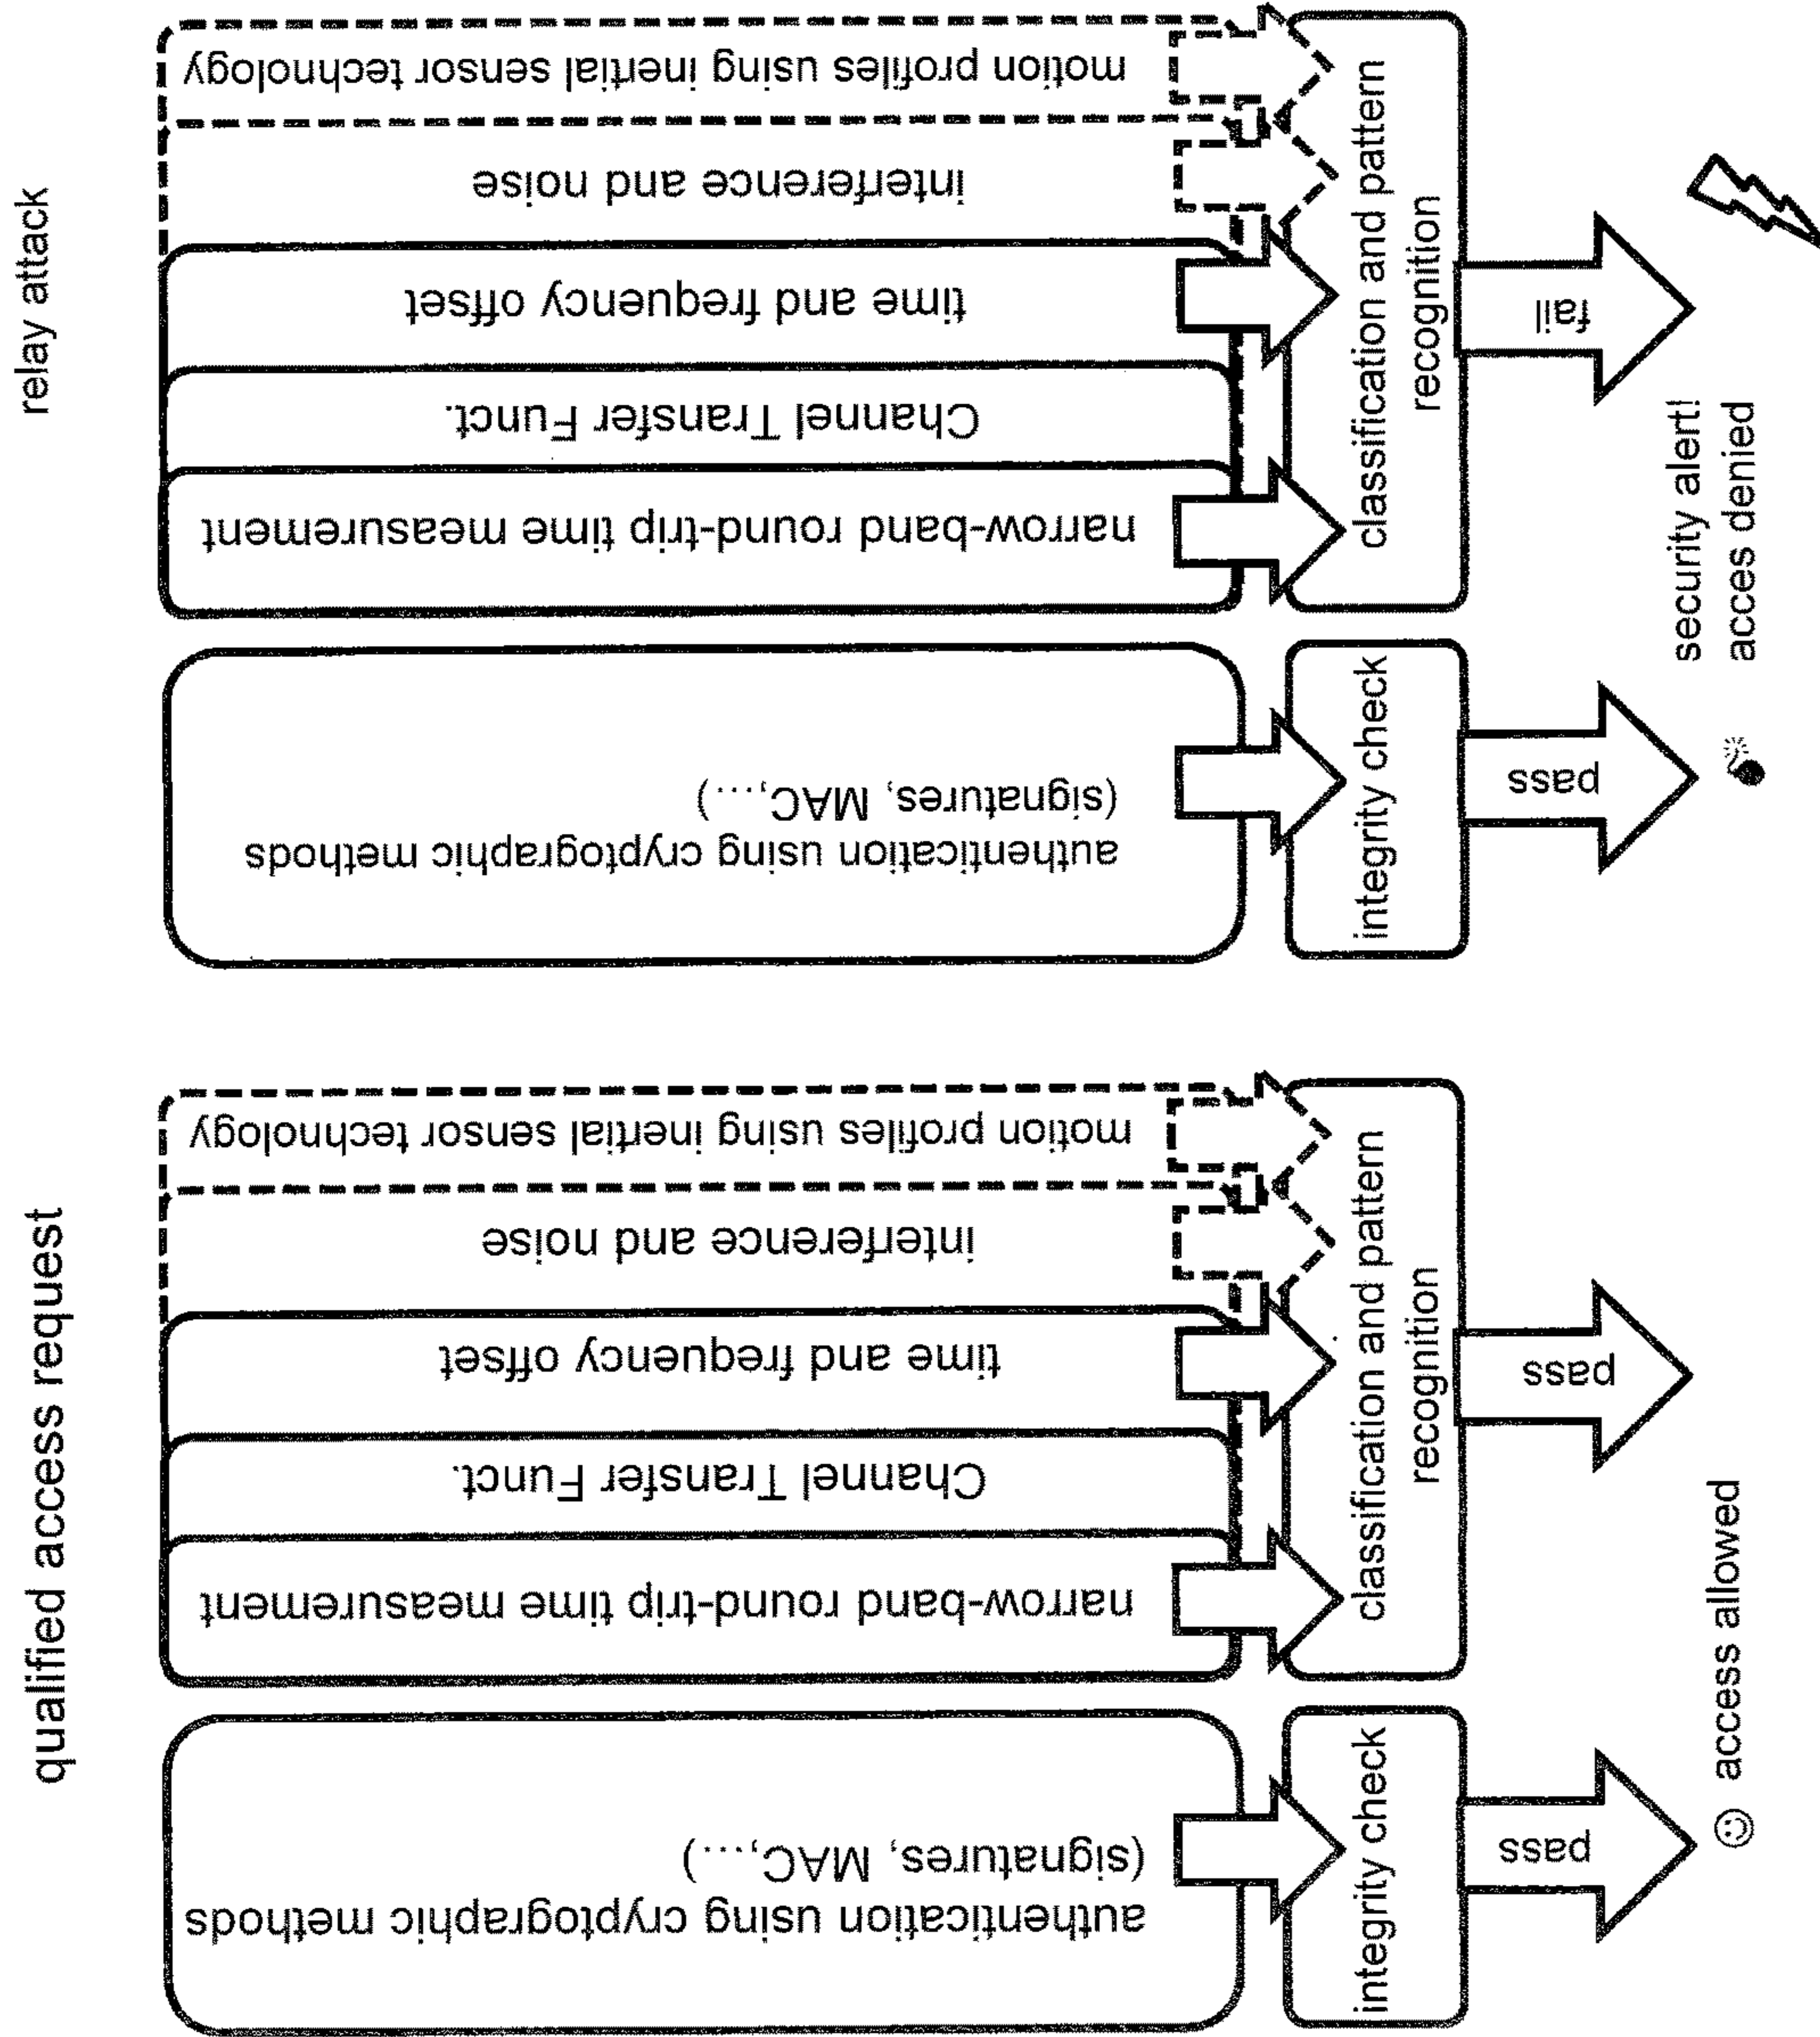 qualified access request
authentication using cryptographic methods
(signatures, MAC,...)
narrow-band round-trip time measurement
Channel Transfer Funct.
time and frequency offset
interference and noise
motion profiles using inertial sensor technology
integrity check
classification and pattern
recognition
pass
pass
☺ access allowed
relay attack
authentication using cryptographic methods
(signatures, MAC,...)
narrow-band round-trip time measurement
Channel Transfer Funct.
time and frequency offset
interference and noise
motion profiles using inertial sensor technology
integrity check
classification and pattern
recognition
pass
fail
security alert!
acces denied